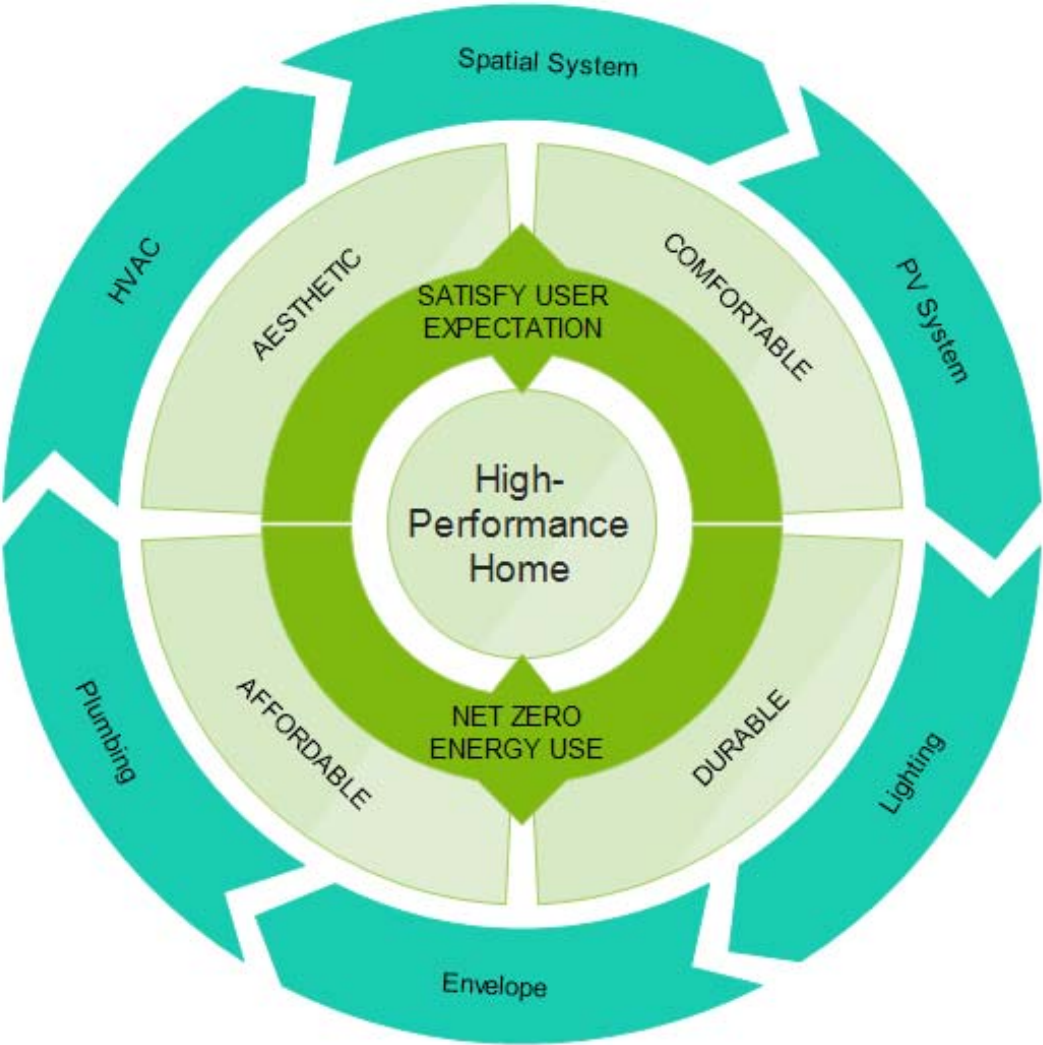 Spatial System
HVAC
PV System
AESTHETIC
COMFORTABLE
SATISFY USER
EXPECTATION
High-
Performance
Home
AFFORDABLE
NET ZERO
ENERGY USE
DURABLE
Plumbing
Lighting
Envelope